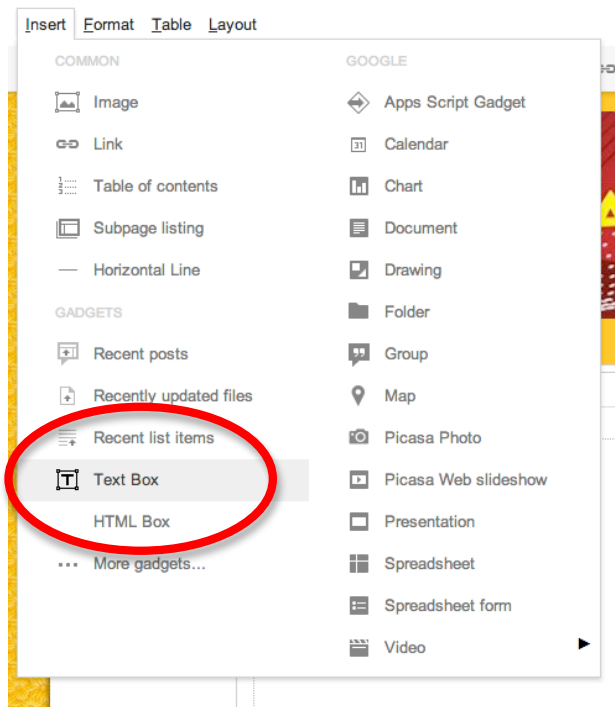 Insert Format Table Layout
COMMON
Image
Link
Table of contents
Subpage listing
Horizontal Line
GADGETS
Recent posts
Recently updated files
Recent list items
Text Box
HTML Box
More gadgets...
GOOGLE
Apps Script Gadget
31 Calendar
Chart
Document
Drawing
Folder
Group
Map
Picasa Photo
Picasa Web slideshow
Presentation
Spreadsheet
Spreadsheet form
Video